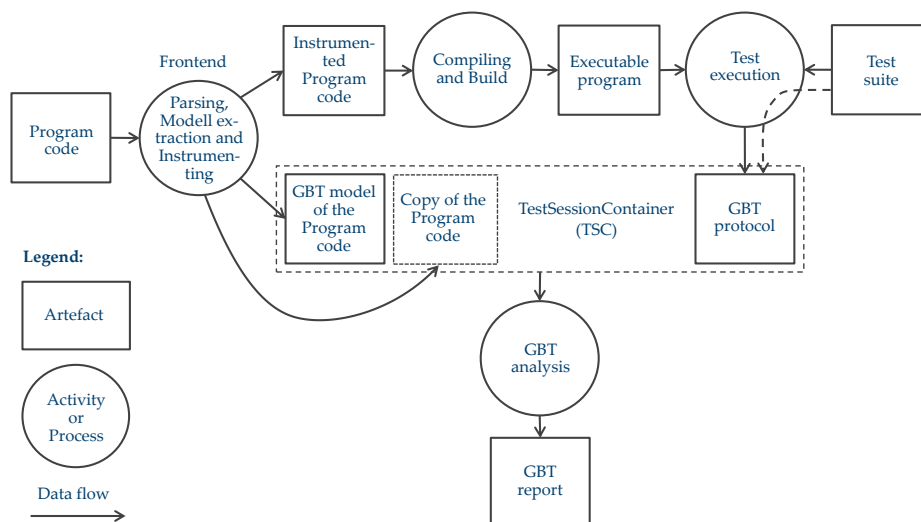 Frontend
Program
code
Parsing,
Modell ex-
traction and
Instrumen-
ting
Instrumen-
ted
Program
code
Compiling
and Build
Executable
program
Test
execution
Test
suite
GBT model
of the
Program
code
Copy of the
Program
code
TestSessionContainer
(TSC)
GBT
protocol
Legend:
Artefact
Activity
or
Process
Data flow
GBT
analysis
GBT
report